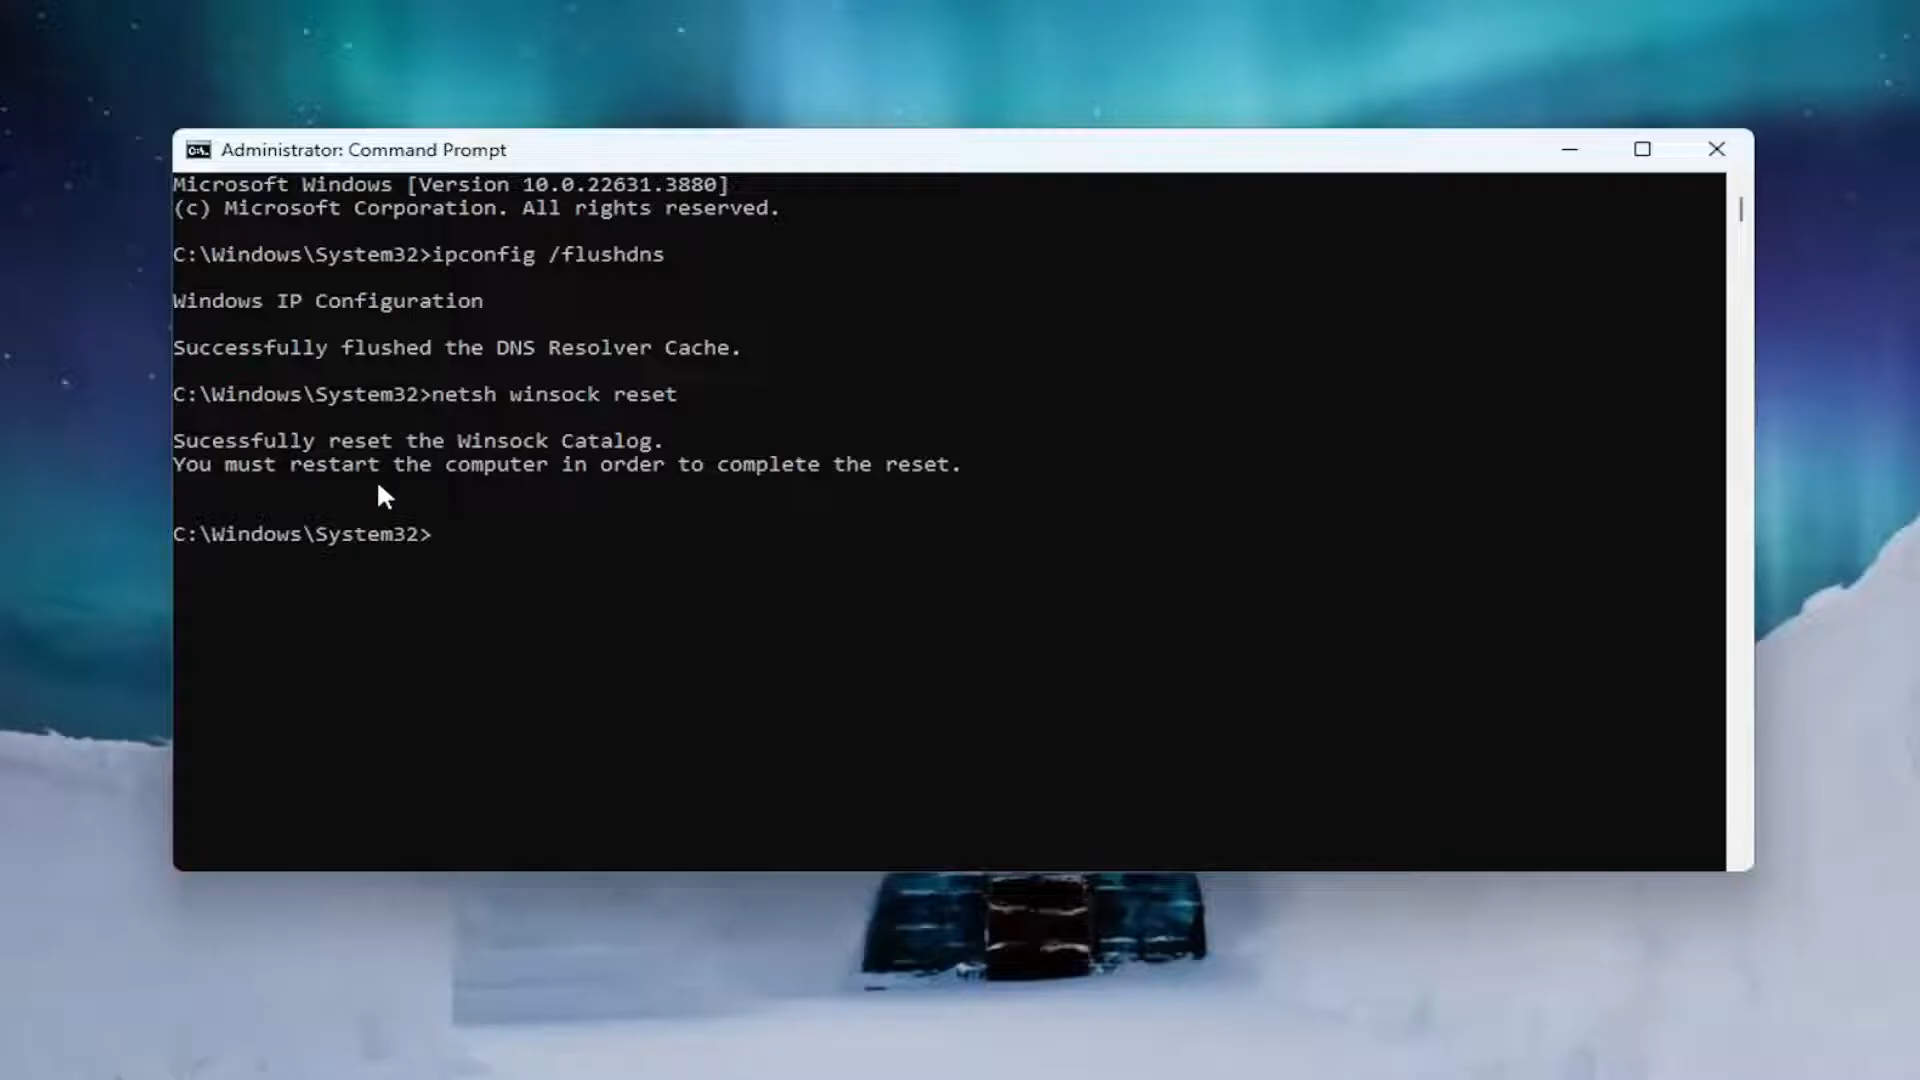 Administrator: Command Prompt
Microsoft Windows [Version 10.0.22631.3880]
(c) Microsoft Corporation. All rights reserved.
C:\Windows\System32>ipconfig /flushdns
Windows IP Configuration
Successfully flushed the DNS Resolver Cache.
C:\Windows\System32>netsh winsock reset
Sucessfully reset the Winsock Catalog.
You must restart the computer in order to complete the reset.
C:\Windows\System32>